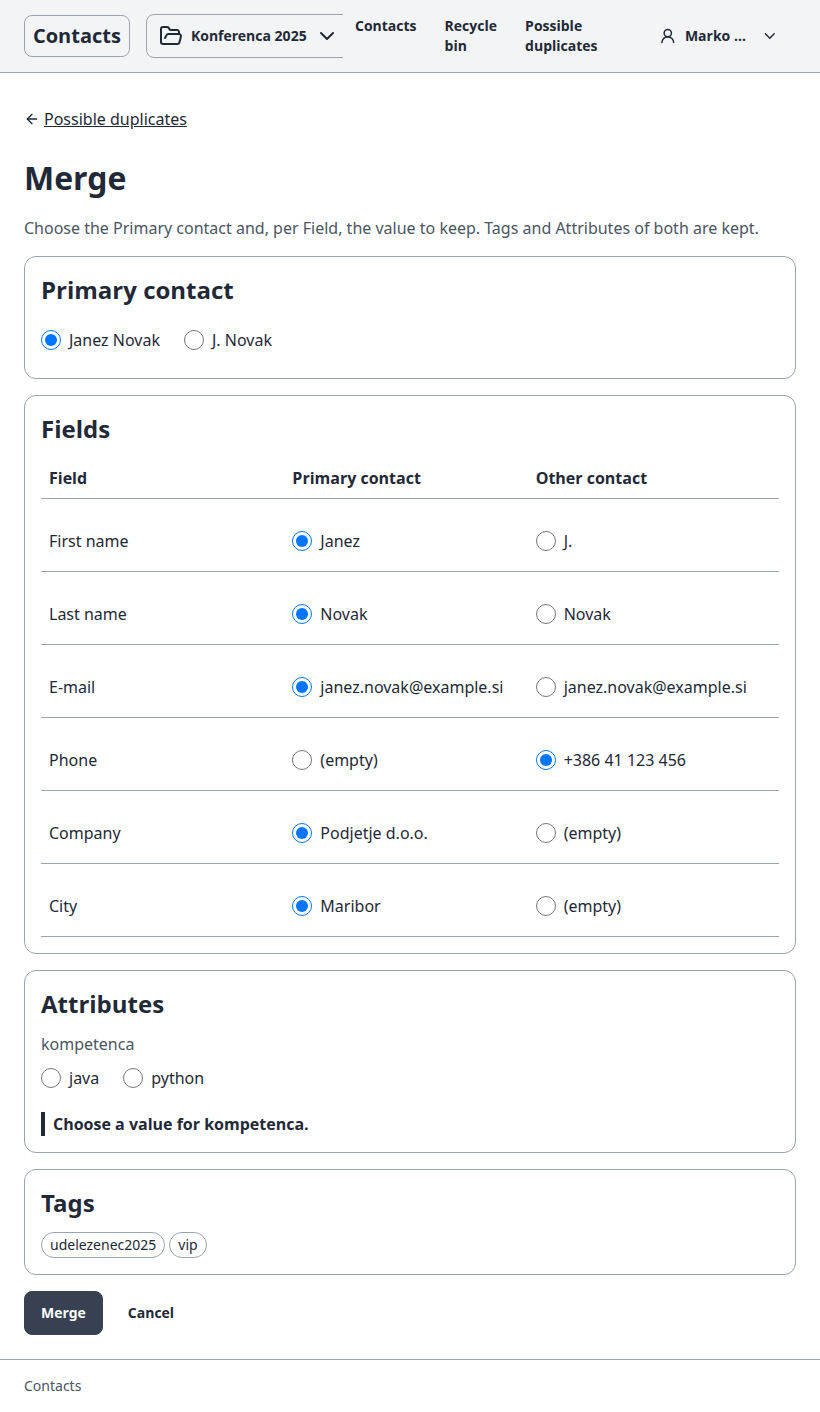 Contacts
Konferenca 2025
Contacts
Recycle bin
Possible duplicates
Marko ...
Possible duplicates
Merge
Choose the Primary contact and, per Field, the value to keep. Tags and Attributes of both are kept.
Primary contact
Janez Novak J. Novak
Fields
Field Primary contact Other contact
First name Janez J.
Last name Novak Novak
E-mail janez.novak@example.si janez.novak@example.si
Phone (empty) +386 41 123 456
Company Podjetje d.o.o. (empty)
City Maribor (empty)
Attributes
kompetenca
java python
Choose a value for kompetenca.
Tags
udelezenec2025 vip
Merge Cancel
Contacts